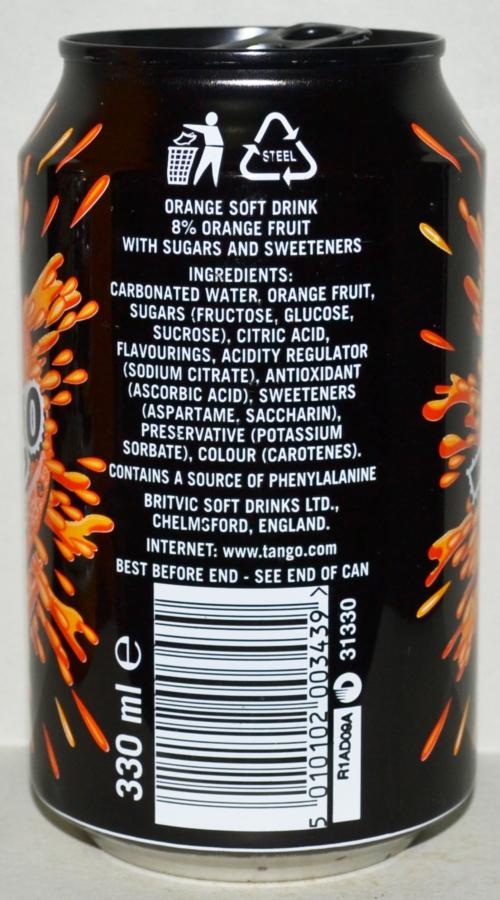 STEEL
ORANGE SOFT DRINK
8% ORANGE FRUIT
WITH SUGARS AND SWEETENERS
INGREDIENTS:
CARBONATED WATER, ORANGE FRUIT,
SUGARS (FRUCTOSE, GLUCOSE,
SUCROSE), CITRIC ACID,
FLAVOURINGS, ACIDITY REGULATOR
(SODIUM CITRATE), ANTIOXIDANT
(ASCORBIC ACID), SWEETENERS
(ASPARTAME, SACCHARIN),
PRESERVATIVE (POTASSIUM
SORBATE), COLOUR (CAROTENES).
CONTAINS A SOURCE OF PHENYLALANINE
BRITVIC SOFT DRINKS LTD.,
CHELMSFORD, ENGLAND.
INTERNET: www.tango.com
BEST BEFORE END - SEE END OF CAN
330 ml e
5 010102 003439 >
R1AD09A 31330
O